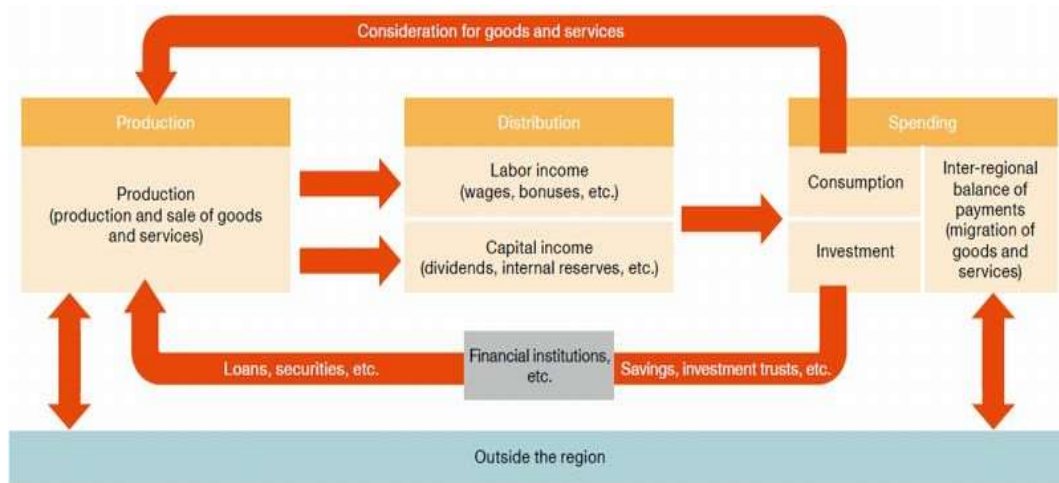 Consideration for goods and services
Production
Distribution
Spending
Production
(production and sale of goods
and services)
Labor income
(wages, bonuses, etc.)
Capital income
(dividends, internal reserves, etc.)
Consumption
Investment
Inter-regional
balance of
payments
(migration of
goods and
services)
Loans, securities, etc.
Financial institutions,
etc.
Savings, investment trusts, etc.
Outside the region